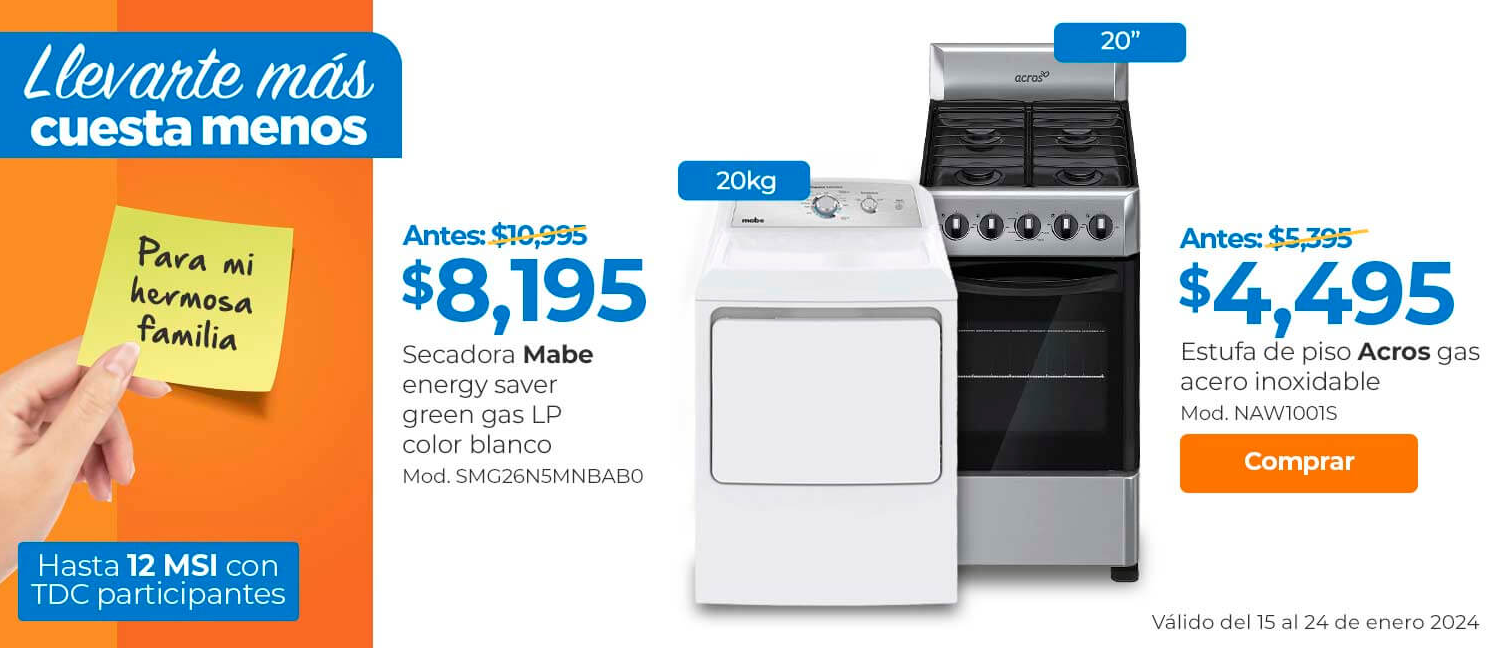 Llevarte más
cuesta menos
Para mi
hermosa
familia
Hasta 12 MSI con
TDC participantes
Antes: $10,995
$8,195
Secadora Mabe
energy saver
green gas LP
color blanco
Mod. SMG26N5MNBAB0
20kg
mabe
20”
acros
Antes: $5,395
$4,495
Estufa de piso Acros gas
acero inoxidable
Mod. NAW1001S
Comprar
Válido del 15 al 24 de enero 2024